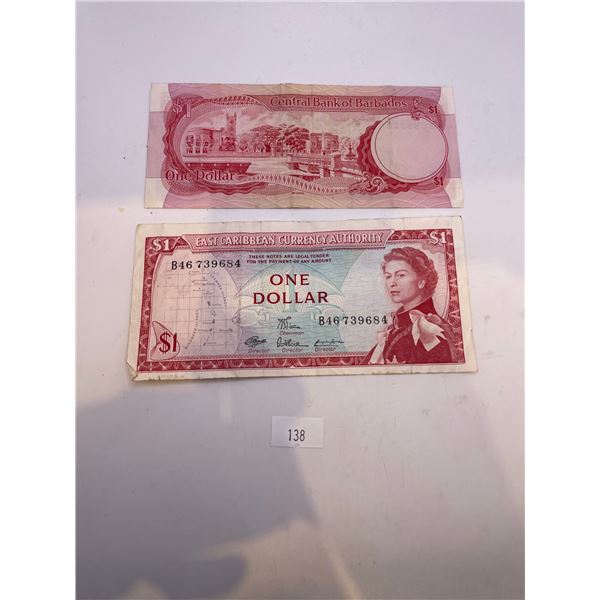 $1 Central Bank of Barbados $1
One Dollar $1
$1 EAST CARIBBEAN CURRENCY AUTHORITY $1
THESE NOTES ARE LEGAL TENDER
FOR THE PAYMENT OF ANY AMOUNT
B46 739684
ONE
DOLLAR
B46 739684
Chairman
$1
Director Director Director
138